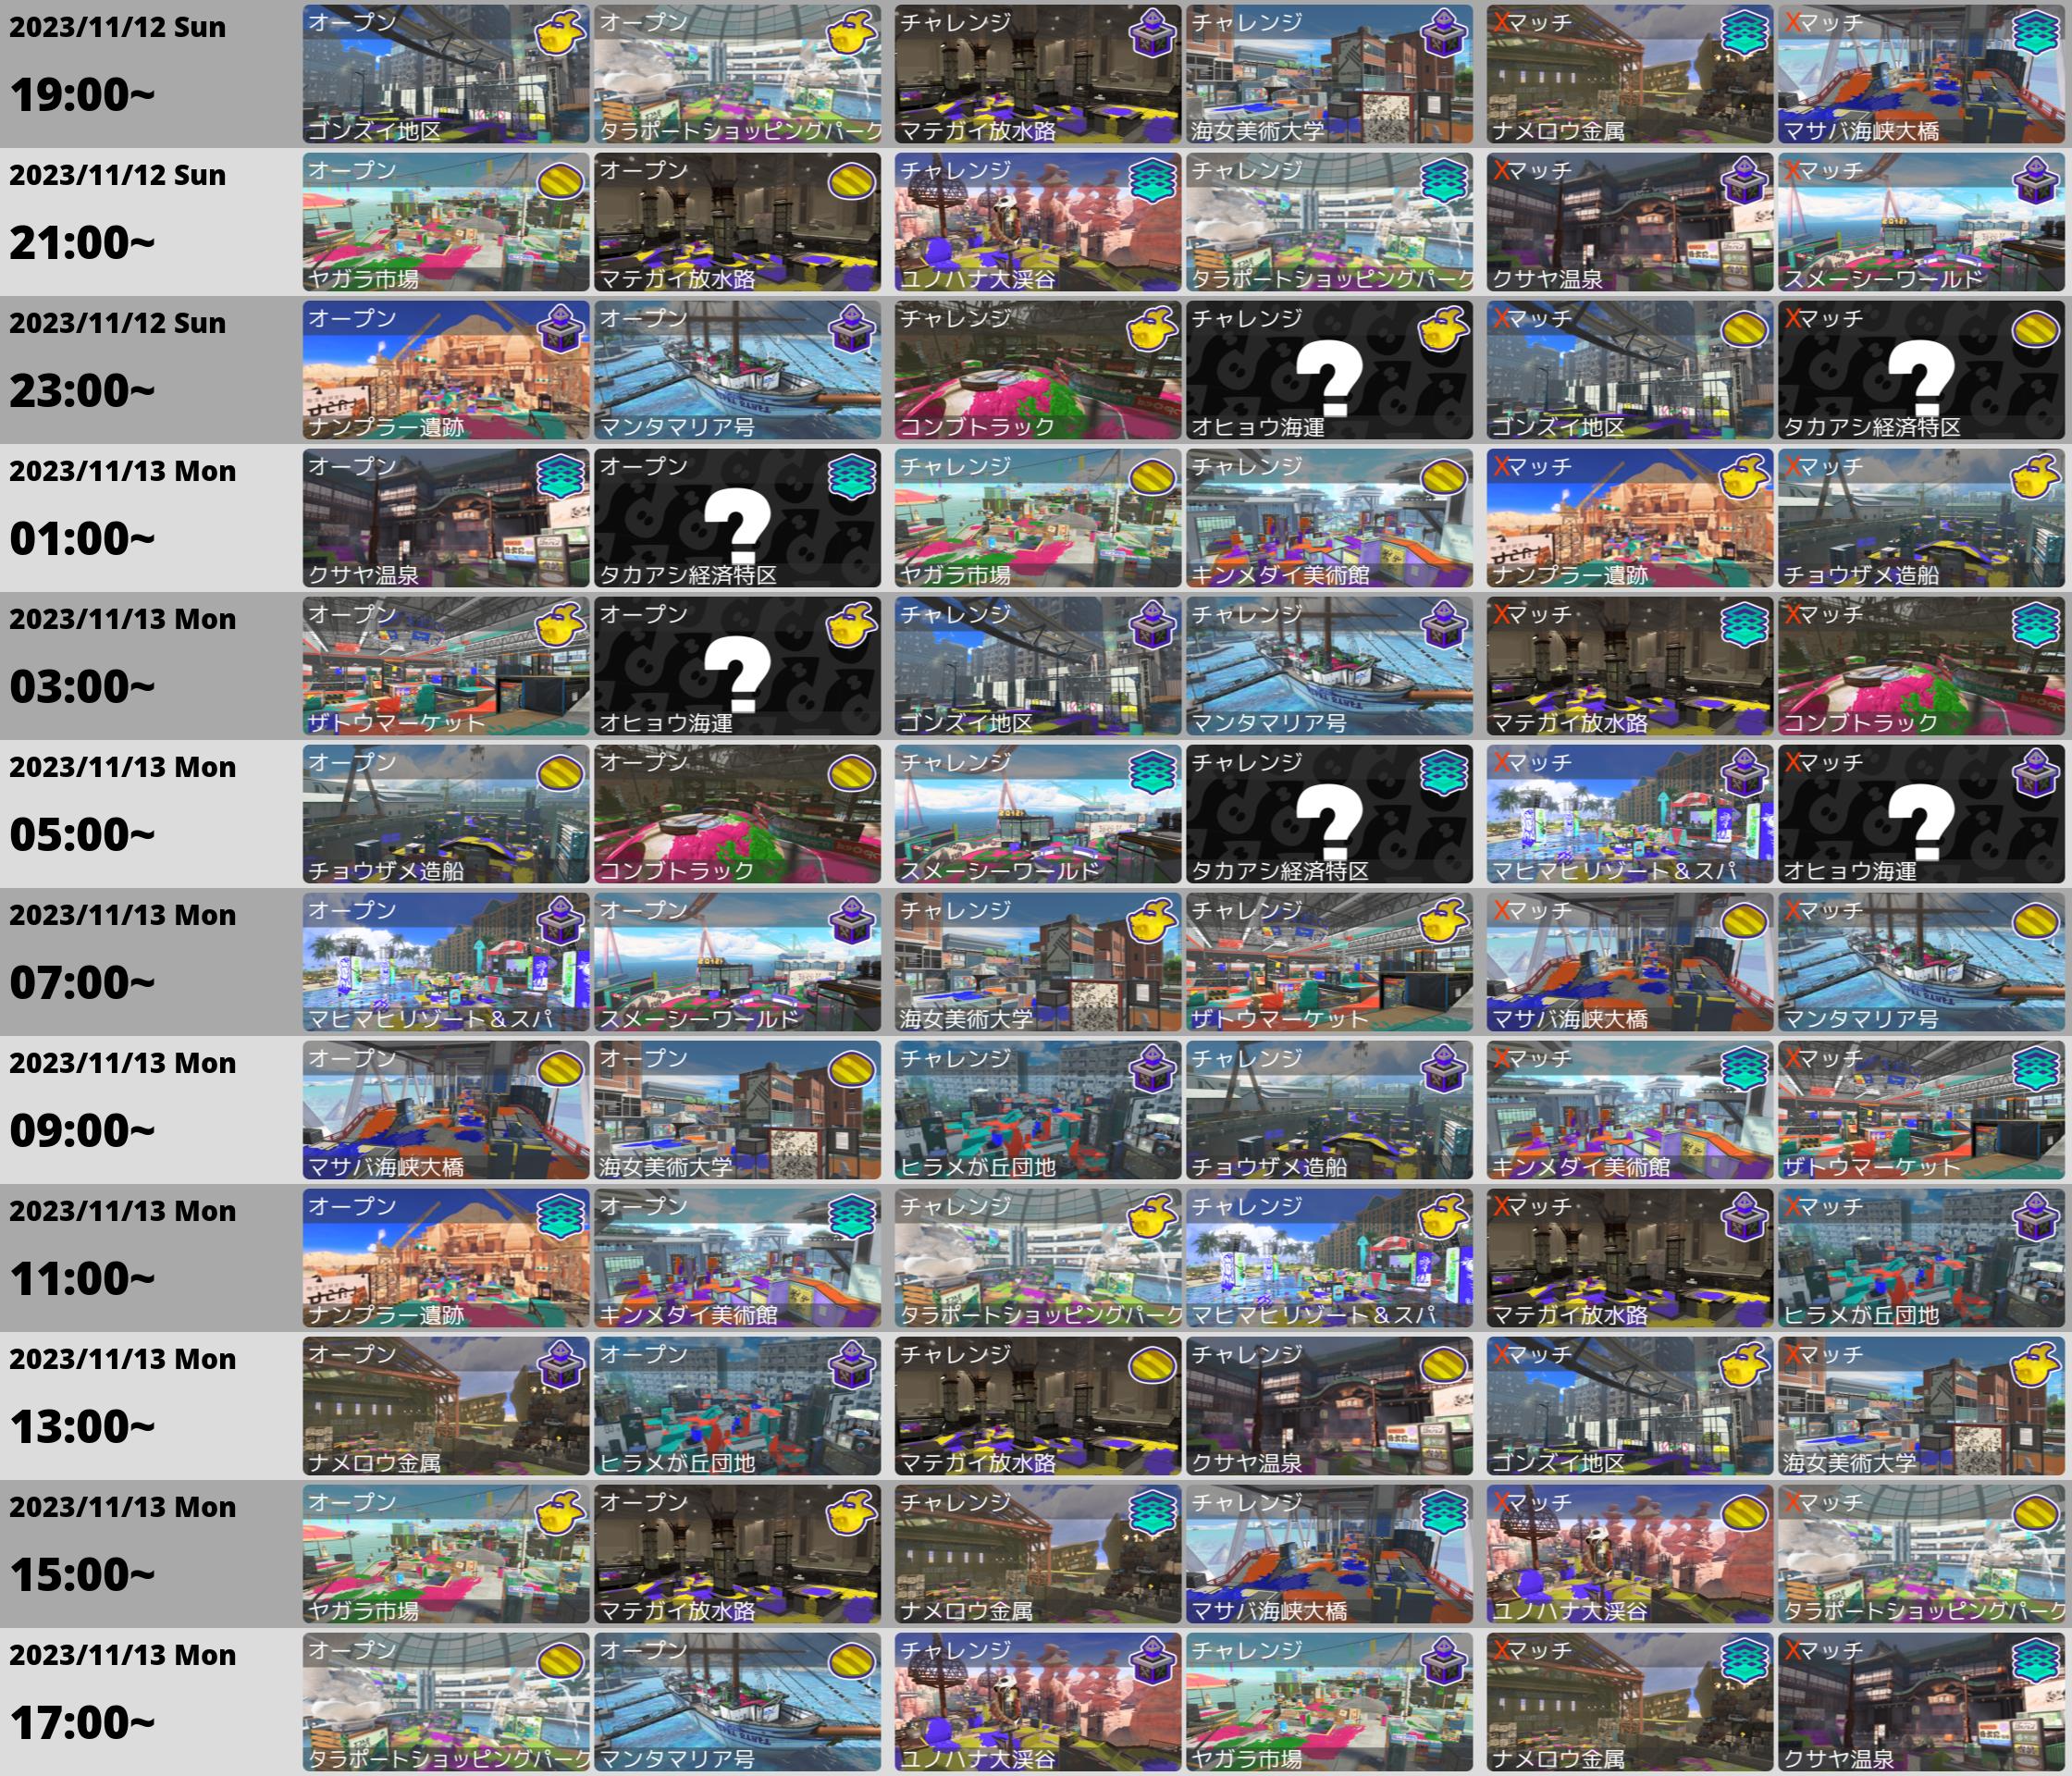 2023/11/12 Sun
19:00~
オープン
ゴンズイ地区
オープン
タラポートショッピングパーク
チャレンジ
マテガイ放水路
チャレンジ
海女美術大学
Xマッチ
ナメロウ金属
Xマッチ
マサバ海峡大橋
2023/11/12 Sun
21:00~
オープン
ヤガラ市場
オープン
マテガイ放水路
チャレンジ
ユノハナ大渓谷
チャレンジ
タラポートショッピングパーク
Xマッチ
クサヤ温泉
Xマッチ
スメーシーワールド
2023/11/12 Sun
23:00~
オープン
ナンプラー遺跡
オープン
マンタマリア号
チャレンジ
コンブトラック
チャレンジ
?
オヒョウ海運
Xマッチ
ゴンズイ地区
Xマッチ
?
タカアシ経済特区
2023/11/13 Mon
01:00~
オープン
クサヤ温泉
オープン
?
タカアシ経済特区
チャレンジ
ヤガラ市場
チャレンジ
キンメダイ美術館
Xマッチ
ナンプラー遺跡
Xマッチ
チョウザメ造船
2023/11/13 Mon
03:00~
オープン
ザトウマーケット
オープン
?
オヒョウ海運
チャレンジ
ゴンズイ地区
チャレンジ
マンタマリア号
Xマッチ
マテガイ放水路
Xマッチ
コンブトラック
2023/11/13 Mon
05:00~
オープン
チョウザメ造船
オープン
コンブトラック
チャレンジ
スメーシーワールド
チャレンジ
?
タカアシ経済特区
Xマッチ
マヒマヒリゾート＆スパ
Xマッチ
?
オヒョウ海運
2023/11/13 Mon
07:00~
オープン
マヒマヒリゾート＆スパ
オープン
スメーシーワールド
チャレンジ
海女美術大学
チャレンジ
ザトウマーケット
Xマッチ
マサバ海峡大橋
Xマッチ
マンタマリア号
2023/11/13 Mon
09:00~
オープン
マサバ海峡大橋
オープン
海女美術大学
チャレンジ
ヒラメが丘団地
チャレンジ
チョウザメ造船
Xマッチ
キンメダイ美術館
Xマッチ
ザトウマーケット
2023/11/13 Mon
11:00~
オープン
ナンプラー遺跡
オープン
キンメダイ美術館
チャレンジ
タラポートショッピングパーク
チャレンジ
マヒマヒリゾート＆スパ
Xマッチ
マテガイ放水路
Xマッチ
ヒラメが丘団地
2023/11/13 Mon
13:00~
オープン
ナメロウ金属
オープン
ヒラメが丘団地
チャレンジ
マテガイ放水路
チャレンジ
クサヤ温泉
Xマッチ
ゴンズイ地区
Xマッチ
海女美術大学
2023/11/13 Mon
15:00~
オープン
ヤガラ市場
オープン
マテガイ放水路
チャレンジ
ナメロウ金属
チャレンジ
マサバ海峡大橋
Xマッチ
ユノハナ大渓谷
Xマッチ
タラポートショッピングパーク
2023/11/13 Mon
17:00~
オープン
タラポートショッピングパーク
オープン
マンタマリア号
チャレンジ
ユノハナ大渓谷
チャレンジ
ヤガラ市場
Xマッチ
ナメロウ金属
Xマッチ
クサヤ温泉